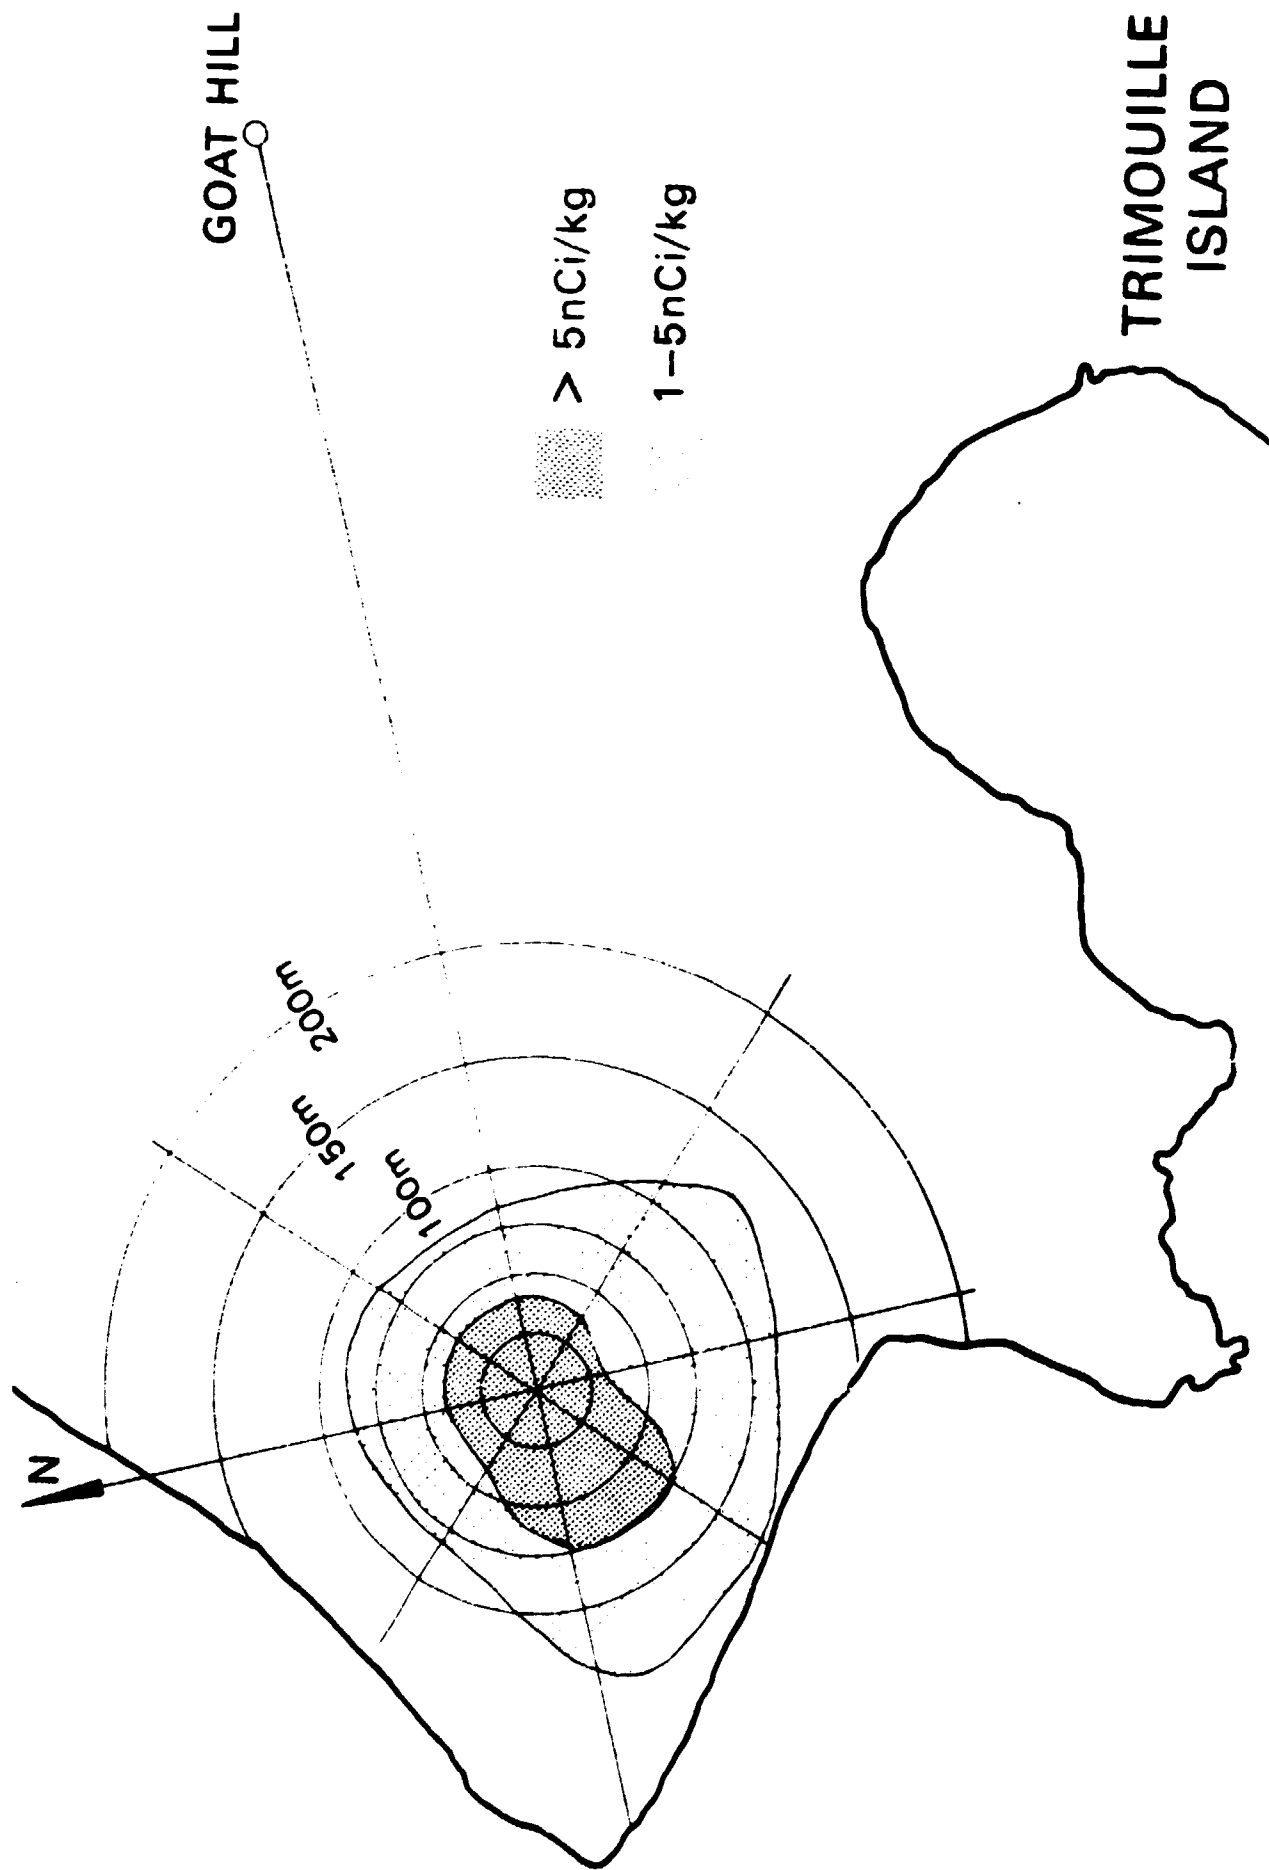 GOAT HILL
> 5nCi/kg
1–5nCi/kg
TRIMOUILLE
ISLAND
200m
150m
100m
N